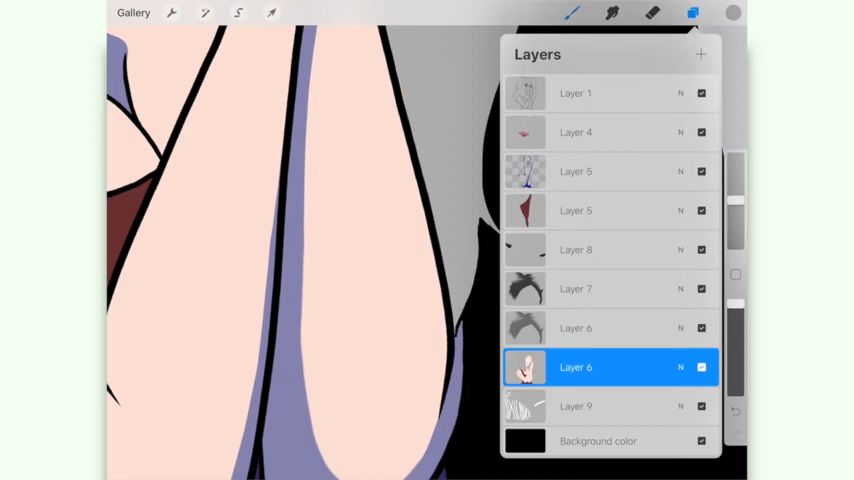 Gallery
Layers
Layer 1 N
Layer 4 N
Layer 5 N
Layer 5 N
Layer 8 N
Layer 7 N
Layer 6 N
Layer 6 N
Layer 9 N
Background color